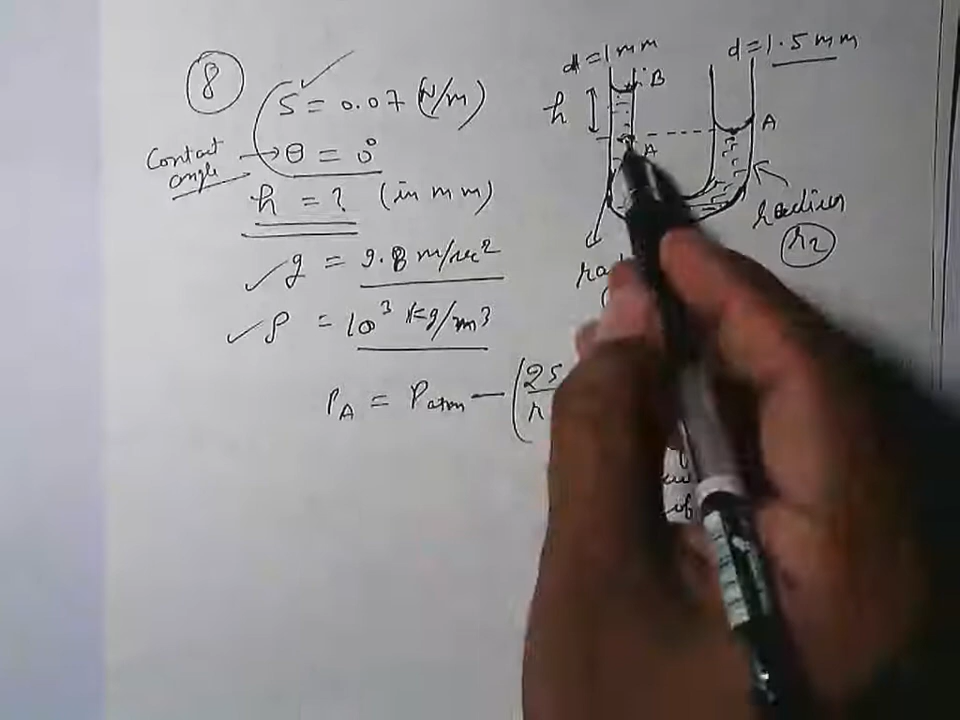 8
S = 0.07 (N/m)
Contact angle → θ = 0°
h = ? (in mm)
g = 9.8 m/sec²
ρ = 10³ kg/m³
P_A = P_atm - (2S/r
d = 1 mm
d = 1.5 mm
B
h
A
A
radius
r₂